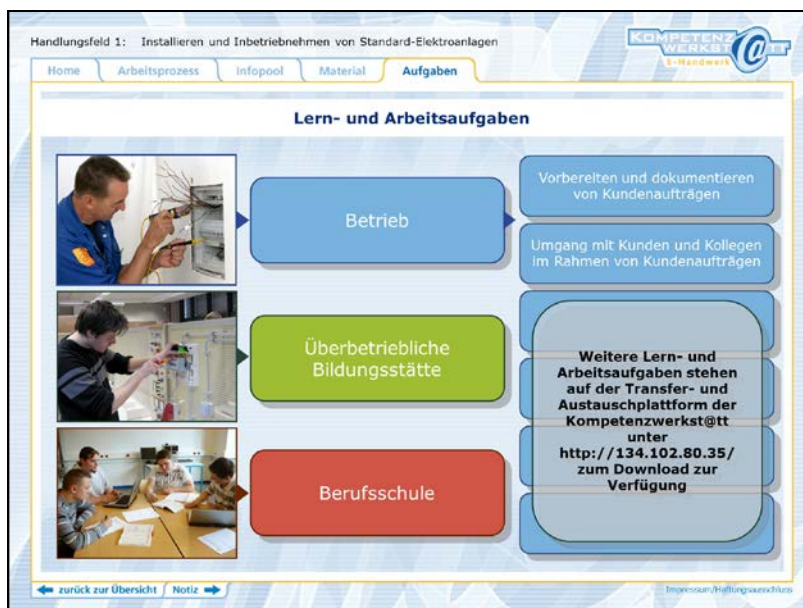 Handlungsfeld 1: Installieren und Inbetriebnehmen von Standard-Elektroanlagen
KOMPETENZ
WERKST@TT
E-Handwerk
Home
Arbeitsprozess
Infopool
Material
Aufgaben
Lern- und Arbeitsaufgaben
Betrieb
Vorbereiten und dokumentieren
von Kundenaufträgen
Umgang mit Kunden und Kollegen
im Rahmen von Kundenaufträgen
Überbetriebliche
Bildungsstätte
Berufsschule
Weitere Lern- und
Arbeitsaufgaben stehen
auf der Transfer- und
Austauschplattform der
Kompetenzwerkst@tt
unter
http://134.102.80.35/
zum Download zur
Verfügung
zurück zur Übersicht
Notiz
Impressum/Haftungsausschluss